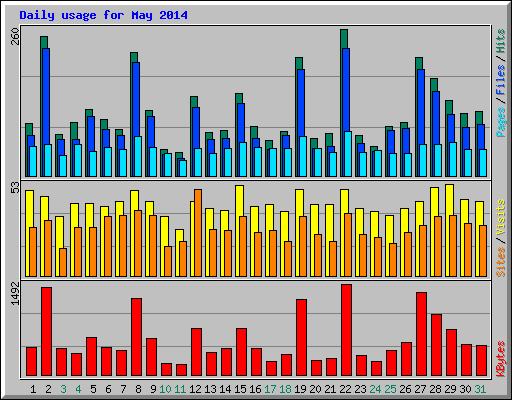 Daily usage for May 2014
260
Pages/Files/Hits
53
Sites/Visits
1492
KBytes
1 2 3 4 5 6 7 8 9 10 11 12 13 14 15 16 17 18 19 20 21 22 23 24 25 26 27 28 29 30 31